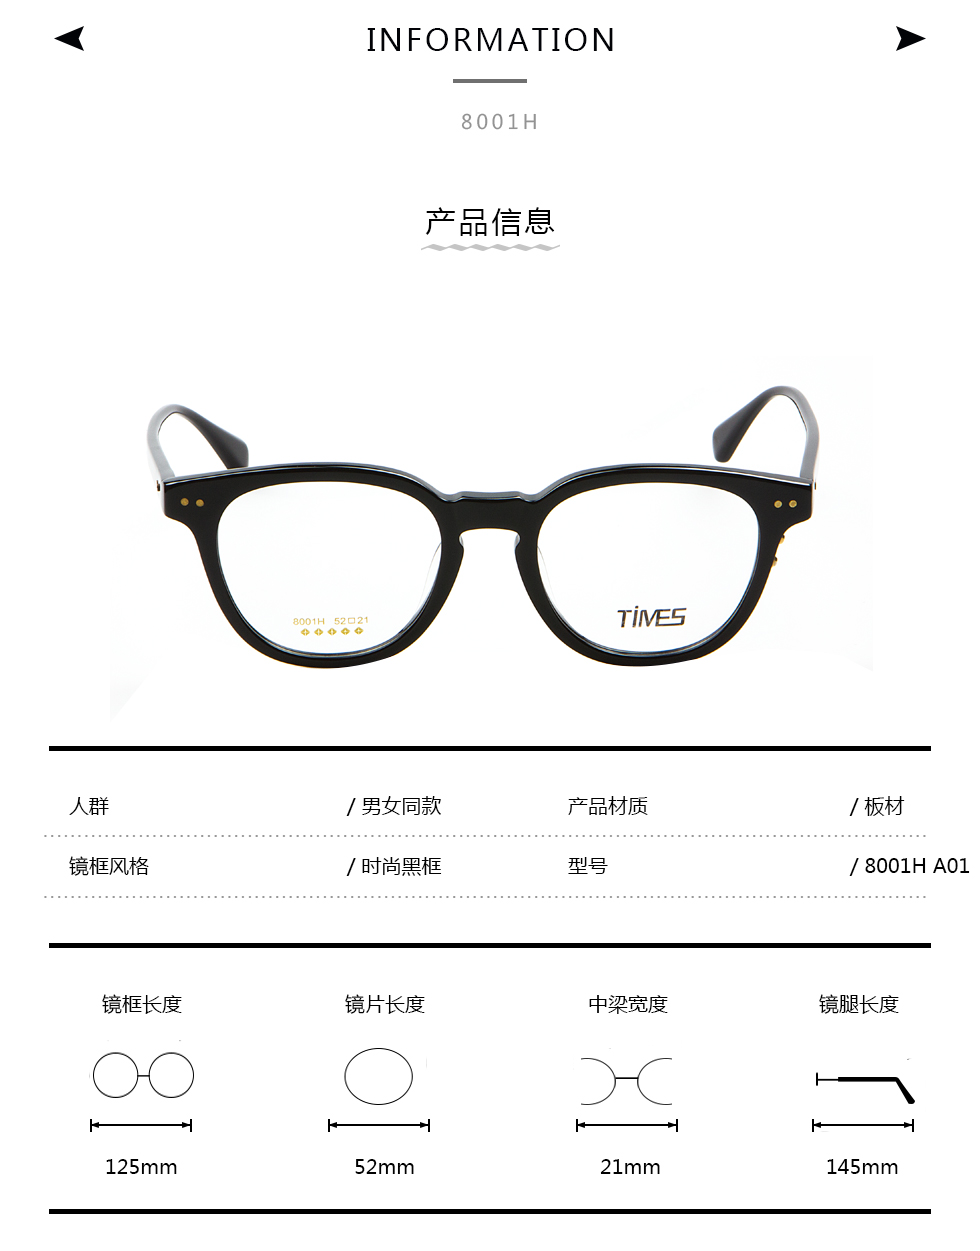 INFORMATION
8001H
产品信息
8001H 52□21
TIMES
人群 / 男女同款 产品材质 / 板材
镜框风格 / 时尚黑框 型号 / 8001H A01
镜框长度 镜片长度 中梁宽度 镜腿长度
125mm 52mm 21mm 145mm